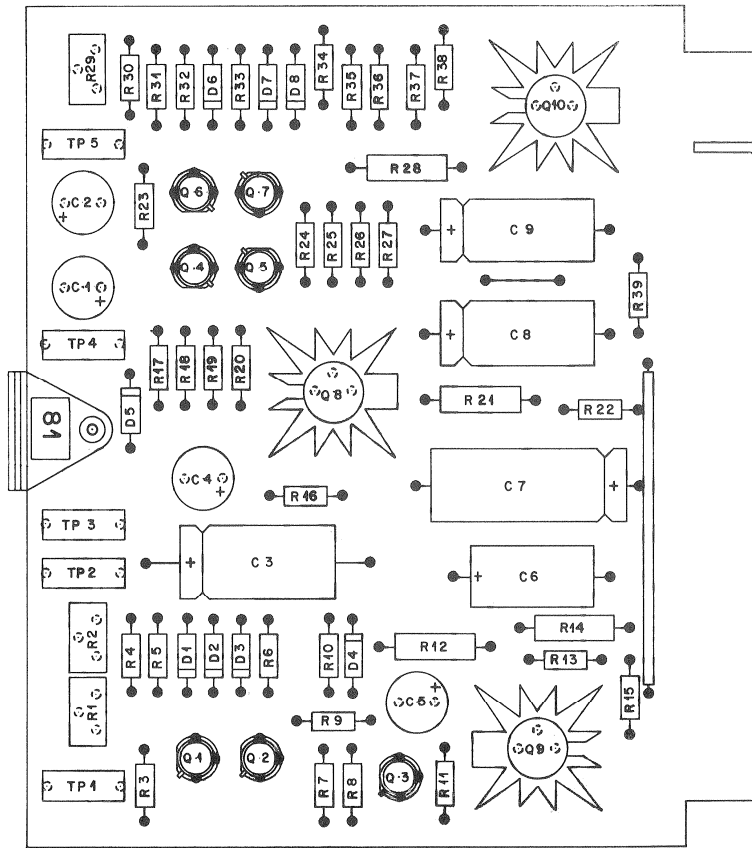 R29
R30
R31
R32
D6
R33
D7
D8
R34
R35
R36
R37
R38
Q10
TP5
R28
C2
R23
Q6
Q7
R24
R25
R26
R27
C9
Q4
Q5
C1
R39
TP4
R17
R18
R19
R20
C8
Q8
D5
R21
R22
81
C4
R16
C7
TP3
C3
TP2
C6
R2
R4
R5
D1
D2
D3
R6
R10
D4
R12
R14
R13
R1
R9
C5
R15
Q1
Q2
Q9
TP1
R3
R7
R8
Q3
R11